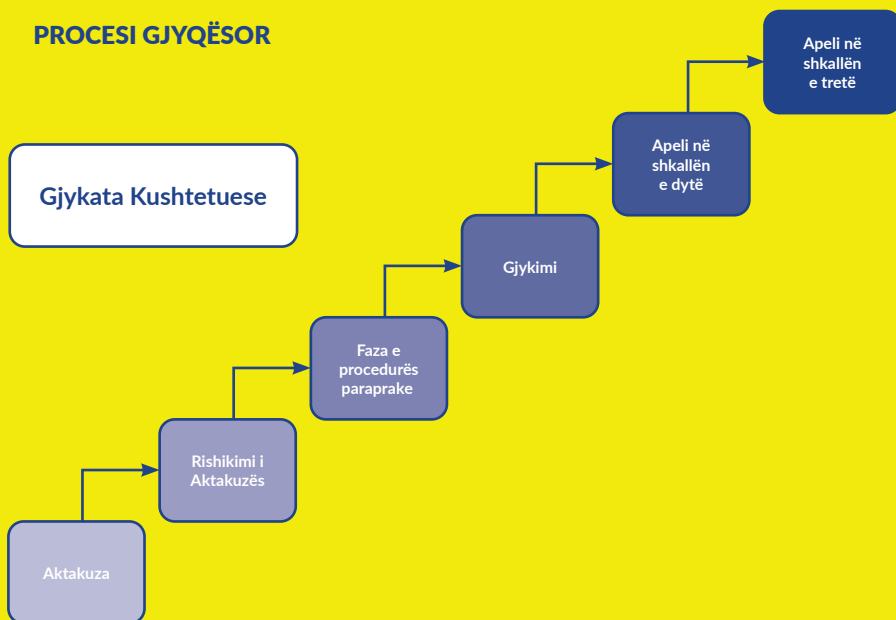 PROCESI GJYQËSOR
Apeli në
shkallën
e tretë
Apeli në
shkallën
e dytë
Gjykata Kushtetuese
Gjykimi
Faza e
procedurës
paraprake
Rishikimi i
Aktakuzës
Aktakuza